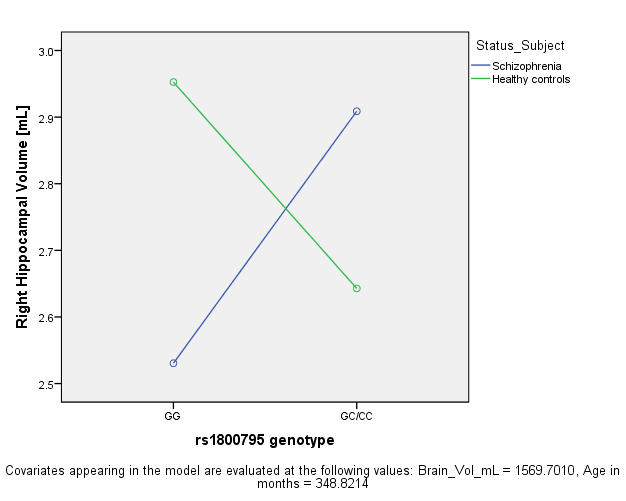 Status_Subject
Schizophrenia
Healthy controls
3.0
2.9
2.8
2.7
2.6
2.5
Right Hippocampal Volume [mL]
GG
GC/CC
rs1800795 genotype
Covariates appearing in the model are evaluated at the following values: Brain_Vol_mL = 1569.7010, Age in
months = 348.8214